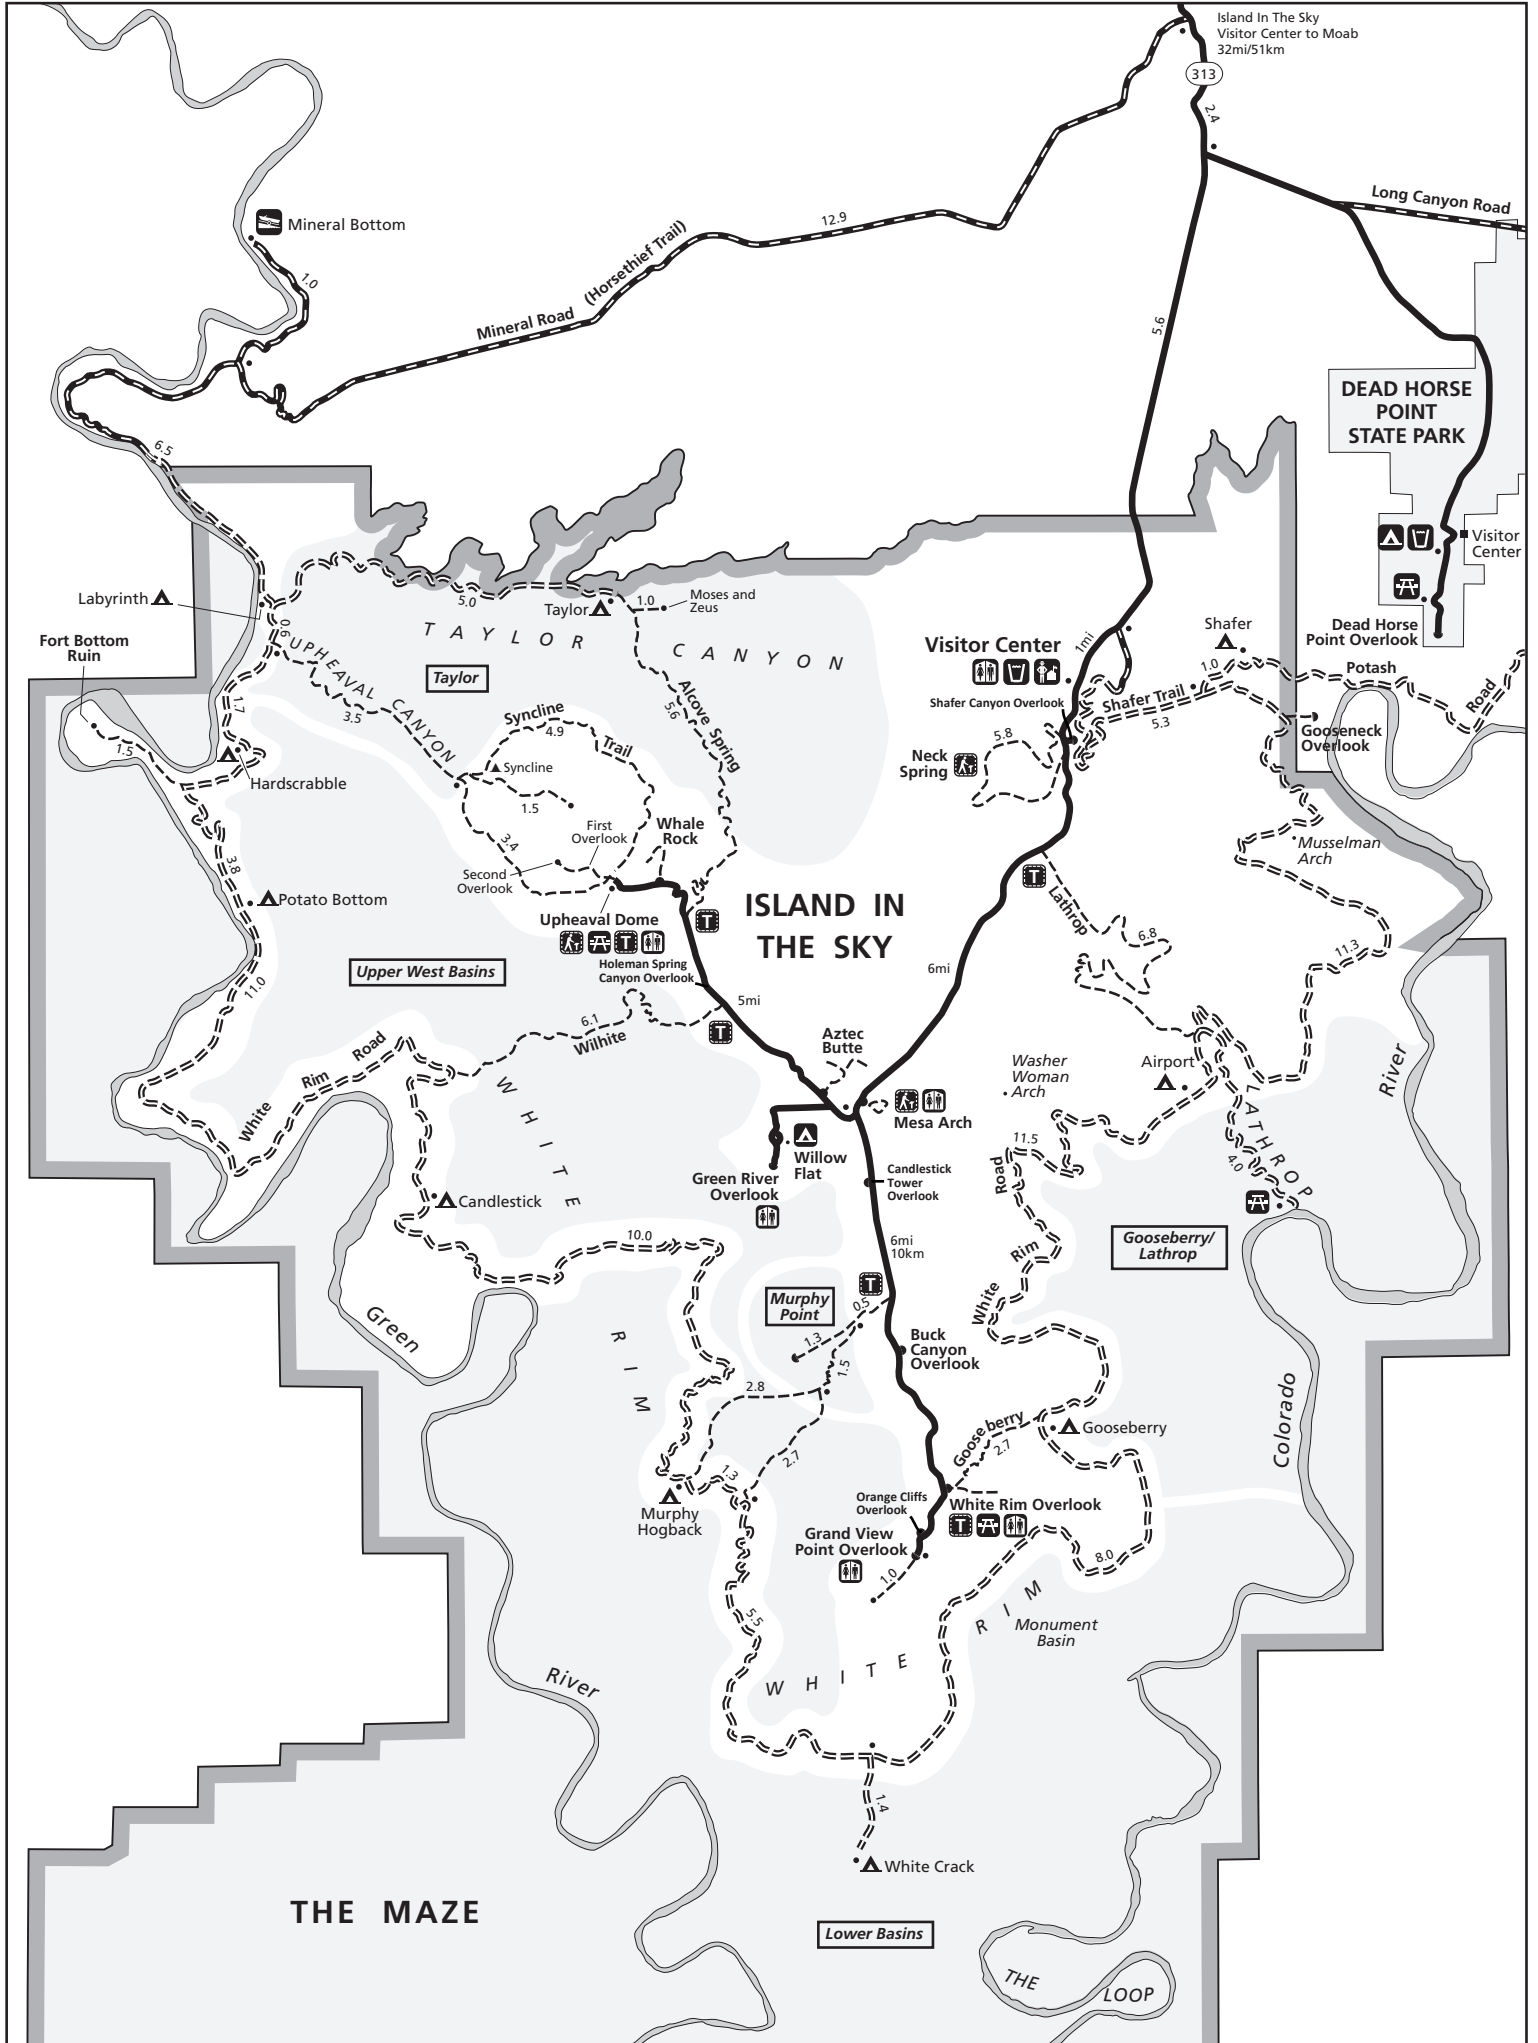 Island In The Sky
Visitor Center to Moab
32mi/51km
313
2.4
Long Canyon Road
12.9
Mineral Bottom
1.0
Mineral Road
(Horsethief Trail)
5.6
DEAD HORSE
POINT
STATE PARK
6.5
Visitor
Center
Dead Horse
Point Overlook
Labyrinth
Fort Bottom
Ruin
5.0
Taylor
1.0
Moses and
Zeus
TAYLOR
CANYON
0.6
UPHEAVAL CANYON
Taylor
3.5
1.7
1.5
Hardscrabble
Alcove Spring
5.6
Syncline
4.9
Trail
Syncline
1.5
First
Overlook
Whale
Rock
3.4
Second
Overlook
Visitor Center
1mi
Shafer Canyon Overlook
Shafer
1.0
Potash
Road
Shafer Trail
5.3
Gooseneck
Overlook
5.8
Neck
Spring
3.8
Potato Bottom
Musselman
Arch
T
Lathrop
6.8
11.3
ISLAND IN
THE SKY
T
Upheaval Dome
T
Holeman Spring
Canyon Overlook
Upper West Basins
11.0
6mi
5mi
T
6.1
Wilhite
White
Rim
Road
Aztec
Butte
Washer
Woman
Arch
Airport
River
LATHROP
4.0
WHITE
Mesa Arch
Willow
Flat
Green River
Overlook
Candlestick
Tower
Overlook
11.5
Road
Rim
White
Candlestick
Gooseberry/
Lathrop
10.0
6mi
10km
T
Murphy
Point
0.5
1.3
1.5
Green
RIM
Buck
Canyon
Overlook
2.8
2.7
Gooseberry
2.7
Gooseberry
Colorado
1.3
Murphy
Hogback
Orange Cliffs
Overlook
White Rim Overlook
T
Grand View
Point Overlook
1.0
8.0
5.5
RIM
Monument
Basin
WHITE
River
1.4
White Crack
THE MAZE
Lower Basins
THE
LOOP